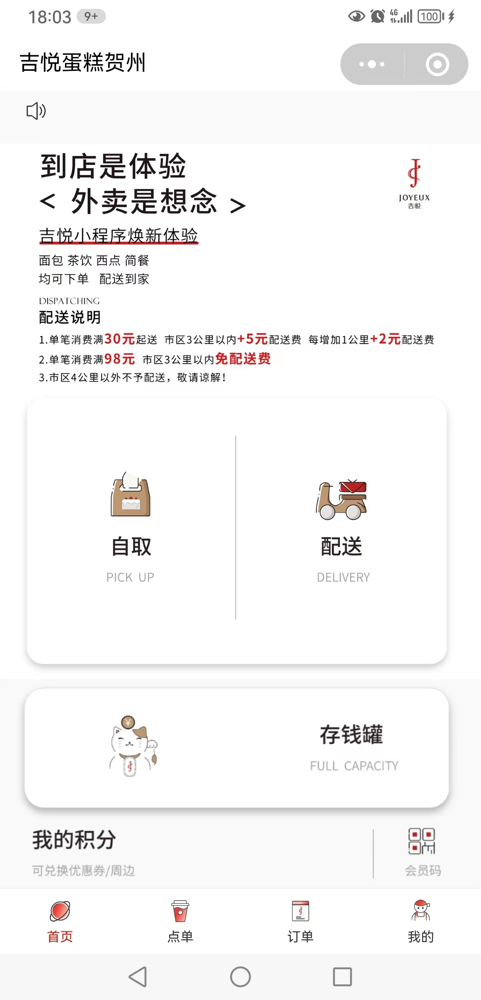 18:03 9+ 4G 100
吉悦蛋糕贺州
到店是体验
< 外卖是想念 >
JOYEUX
吉悦
吉悦小程序焕新体验
面包 茶饮 西点 简餐
均可下单 配送到家
DISPATCHING
配送说明
1.单笔消费满30元起送 市区3公里以内+5元配送费 每增加1公里+2元配送费
2.单笔消费满98元 市区3公里以内免配送费
3.市区4公里以外不予配送，敬请谅解！
自取 配送
PICK UP DELIVERY
¥
存钱罐
FULL CAPACITY
我的积分
可兑换优惠券/周边 会员码
首页 点单 订单 我的